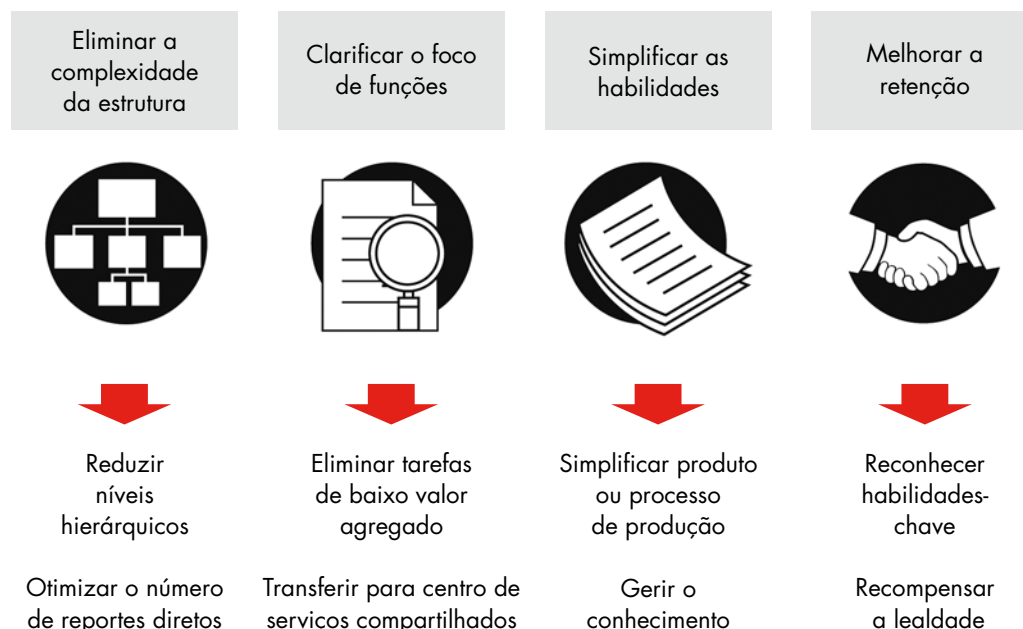 Eliminar a
complexidade
da estrutura
Clarificar o foco
de funções
Simplificar as
habilidades
Melhorar a
retenção
Reduzir
níveis
hierárquicos
Otimizar o número
de reportes diretos
Eliminar tarefas
de baixo valor
agregado
Transferir para centro de
serviços compartilhados
Simplificar produto
ou processo
de produção
Gerir o
conhecimento
Reconhecer
habilidades-
chave
Recompensar
a lealdade